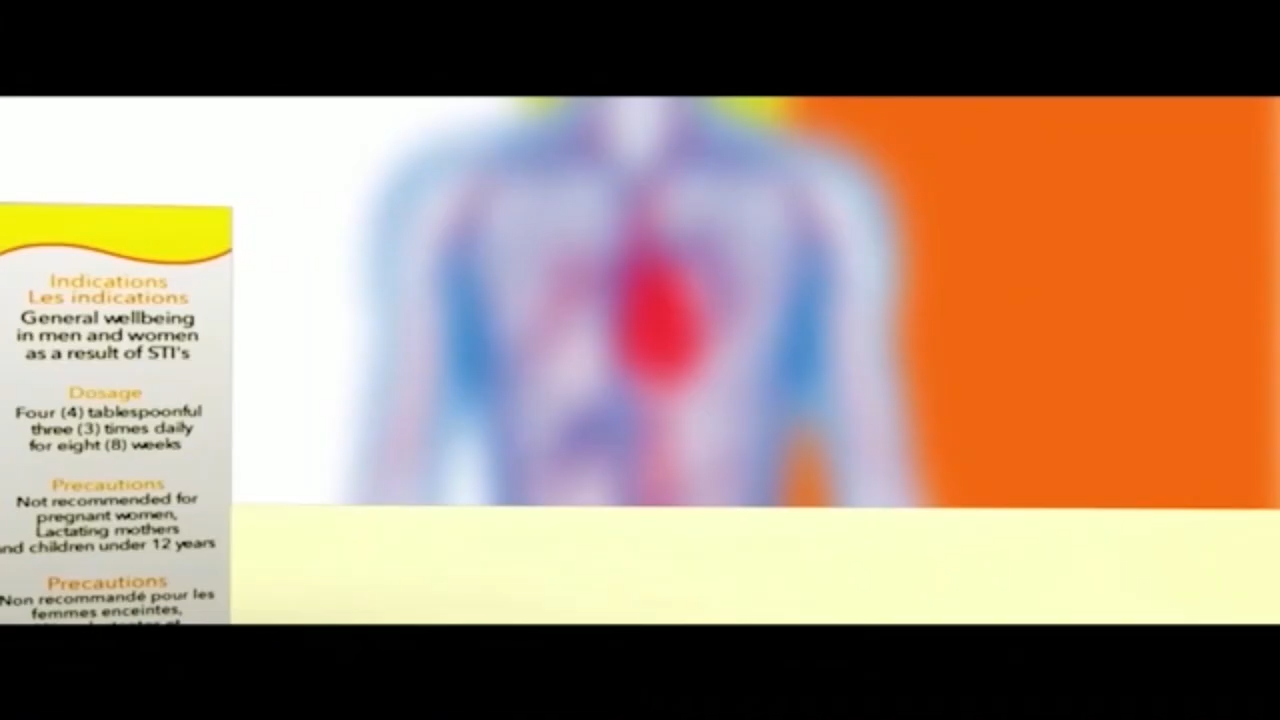 Indications
Les indications
General wellbeing
in men and women
as a result of STI's
Dosage
Four (4) tablespoonful
three (3) times daily
for eight (8) weeks
Precautions
Not recommended for
pregnant women,
Lactating mothers
nd children under 12 years
Precautions
Non recommandé pour les
femmes enceintes,